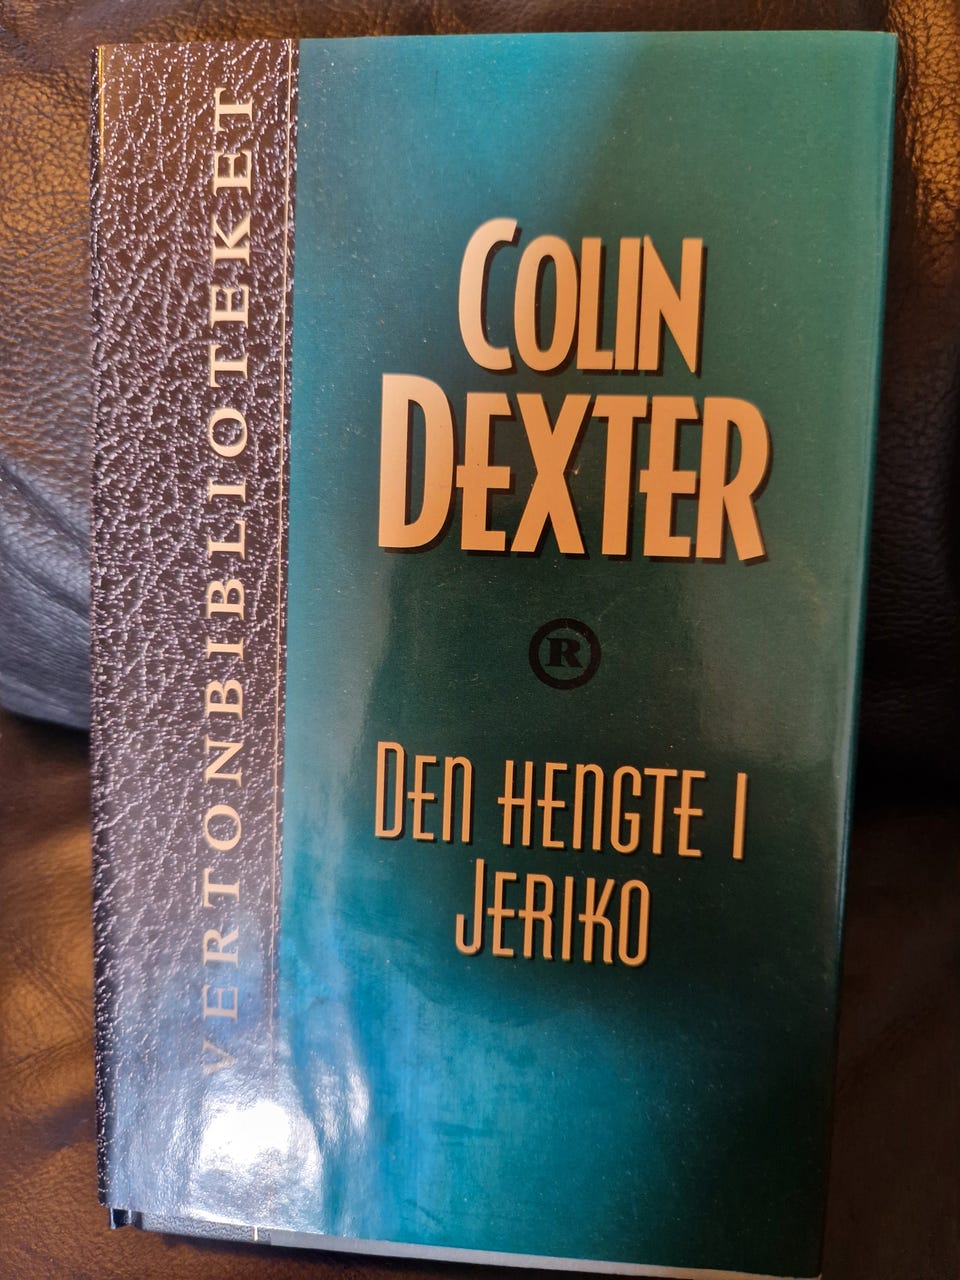 VERTONBIBLIOTEKET
COLIN
DEXTER
R
DEN HENGTE I
JERIKO